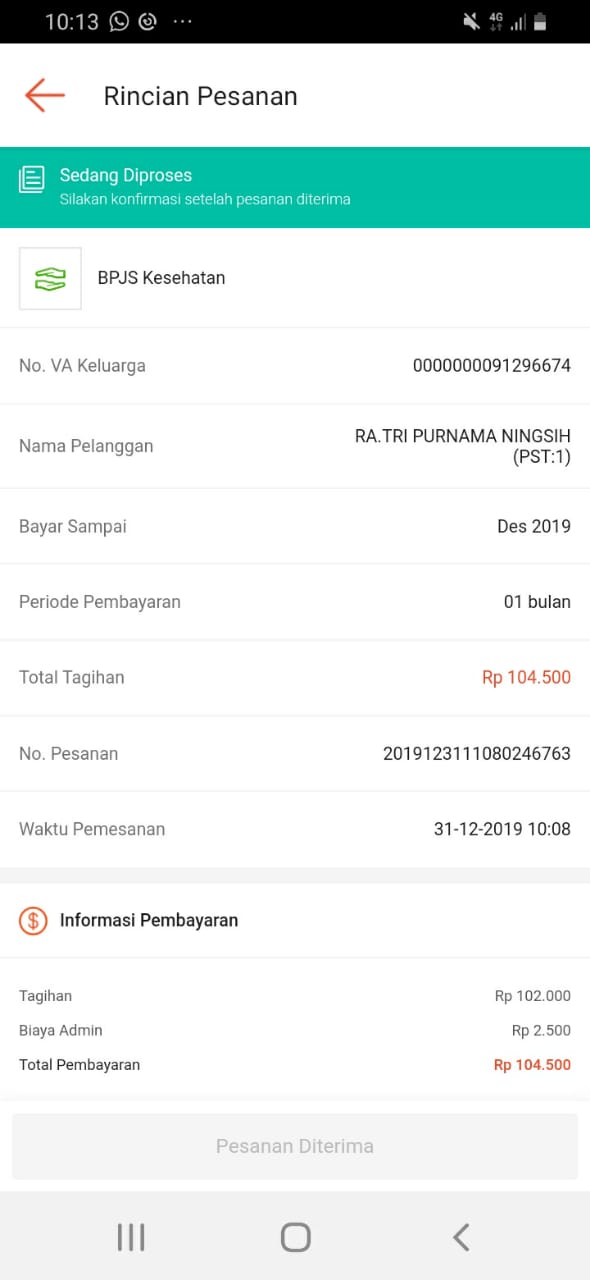 10:13
4G
Rincian Pesanan
Sedang Diproses
Silakan konfirmasi setelah pesanan diterima
BPJS Kesehatan
No. VA Keluarga 0000000091296674
Nama Pelanggan RA.TRI PURNAMA NINGSIH
(PST:1)
Bayar Sampai Des 2019
Periode Pembayaran 01 bulan
Total Tagihan Rp 104.500
No. Pesanan 2019123111080246763
Waktu Pemesanan 31-12-2019 10:08
Informasi Pembayaran
Tagihan Rp 102.000
Biaya Admin Rp 2.500
Total Pembayaran Rp 104.500
Pesanan Diterima